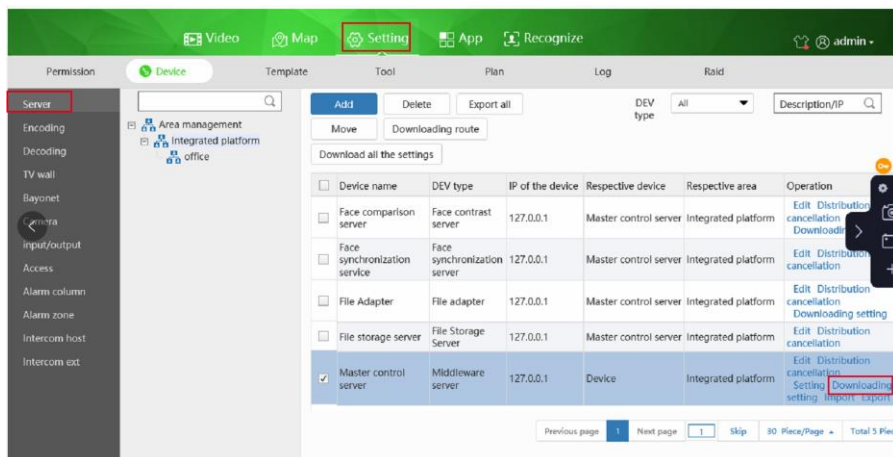 Video Map Setting App Recognize admin
Permission Device Template Tool Plan Log Raid
Server
Encoding
Decoding
TV wall
Bayonet
Input/output
Access
Alarm column
Alarm zone
Intercom host
Intercom ext
Area management
Integrated platform
office
Add Delete Export all DEV type All Description/IP
Move Downloading route
Download all the settings
Device name DEV type IP of the device Respective device Respective area Operation
Face comparison server Face contrast server 127.0.0.1 Master control server Integrated platform Edit Distribution cancellation
Face synchronization service Face synchronization server 127.0.0.1 Master control server Integrated platform Edit Distribution cancellation
File Adapter File adapter 127.0.0.1 Master control server Integrated platform Edit Distribution cancellation Downloading setting
File storage server File Storage Server 127.0.0.1 Master control server Integrated platform Edit Distribution cancellation
Master control server Middleware server 127.0.0.1 Device Integrated platform Edit Distribution cancellation Setting Downloading setting Import Export
Previous page 1 Next page 1 Skip 80 Piece/Page Total 5